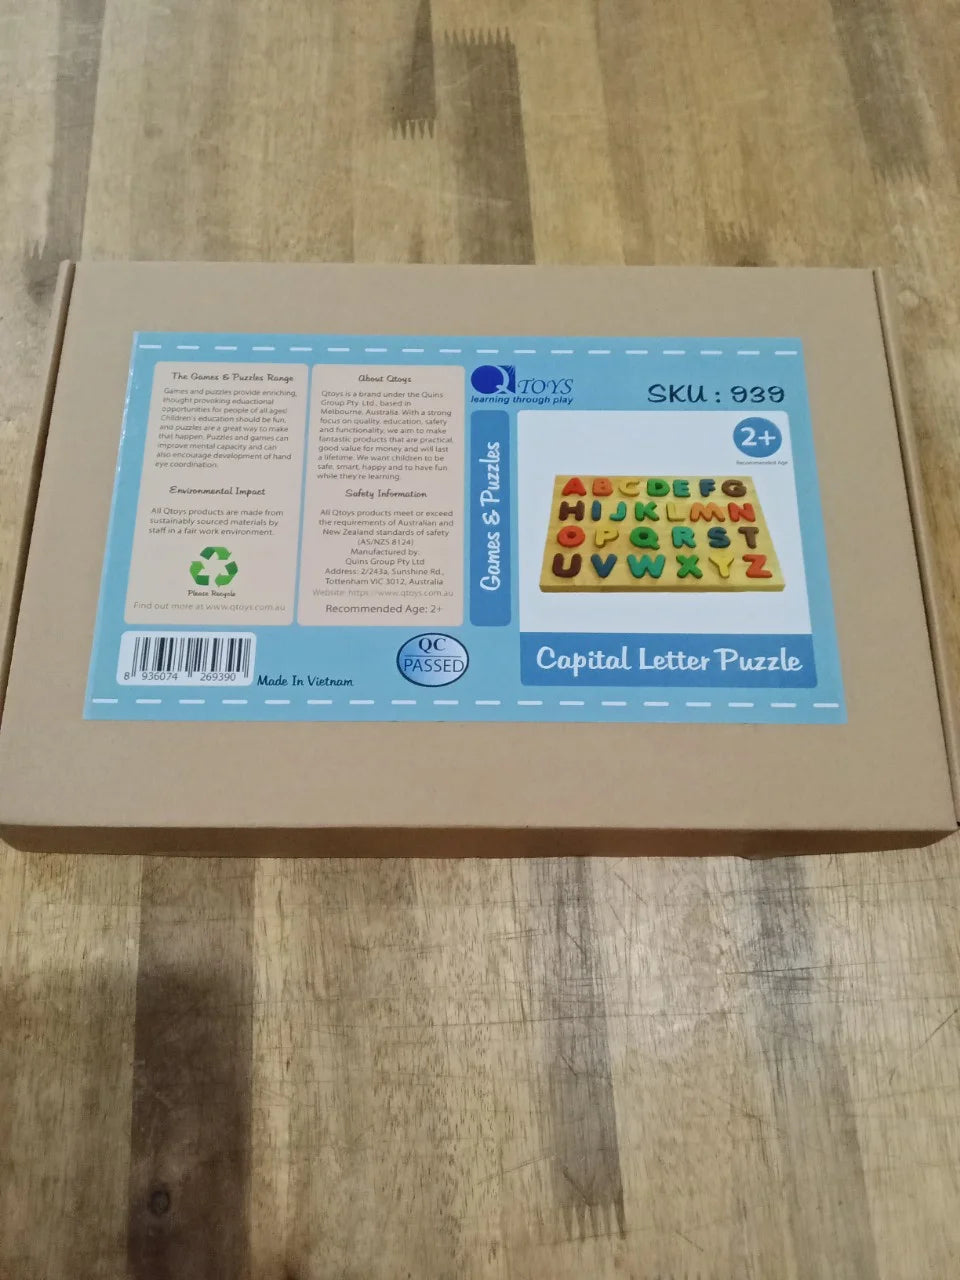 The Games & Puzzles Range
Games and puzzles provide enriching,
thought provoking eductional
opportunities for people of all ages!
Children's education should be fun,
and puzzles are a great way to make
that happen. Puzzles and games can
improve mental capacity and can
also encourage development of hand
eye coordination.
Environmental Impact
All Qtoys products are made from
sustainably sourced materials by
staff in a fair work environment.
Please Recycle
Find out more at www.qtoys.com.au
About Qtoys
Qtoys is a brand under the Quins
Group Pty. Ltd., based in
Melbourne, Australia. With a strong
focus on quality, education, safety
and functionality, we aim to make
fantastic products that are practical,
good value for money and will last
a lifetime. We want children to be
safe, smart, happy and to have fun
while they're learning.
Safety Information
All Qtoys products meet or exceed
the requirements of Australian and
New Zealand standards of safety
(AS/NZS 8124)
Manufactured by:
Quins Group Pty Ltd
Address: 2/243a, Sunshine Rd.,
Tottenham VIC 3012, Australia
Website: https://www.qtoys.com.au
Recommended Age: 2+
8 936074 269390
Made In Vietnam
QC
PASSED
Q TOYS
learning through play
Games & Puzzles
SKU : 939
2+
Recommended Age
A B C D E F G
H I J K L M N
O P Q R S T
U V W X Y Z
Capital Letter Puzzle